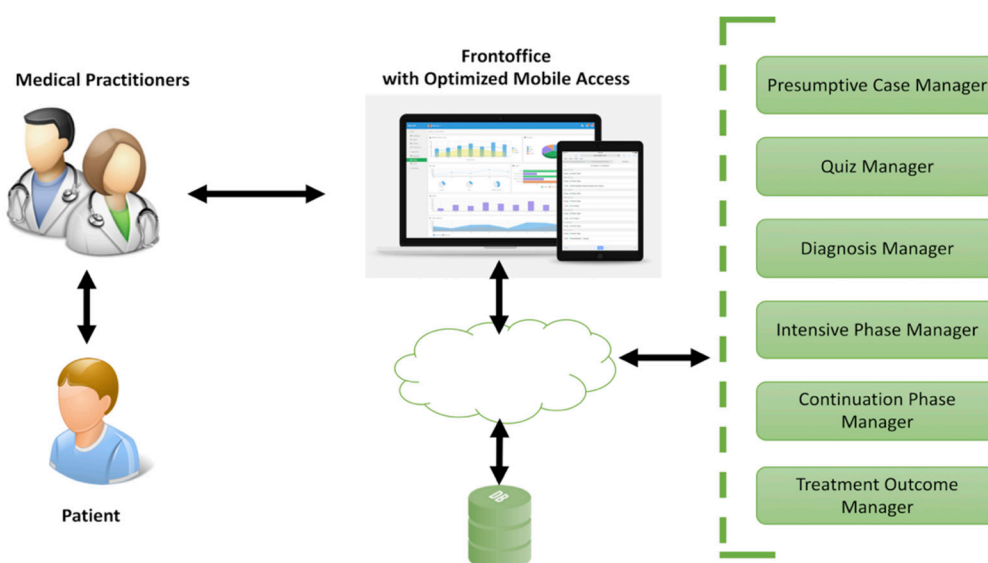 Medical Practitioners
Frontoffice
with Optimized Mobile Access
Presumptive Case Manager
Quiz Manager
Diagnosis Manager
Intensive Phase Manager
Continuation Phase
Manager
Treatment Outcome
Manager
Patient
DB